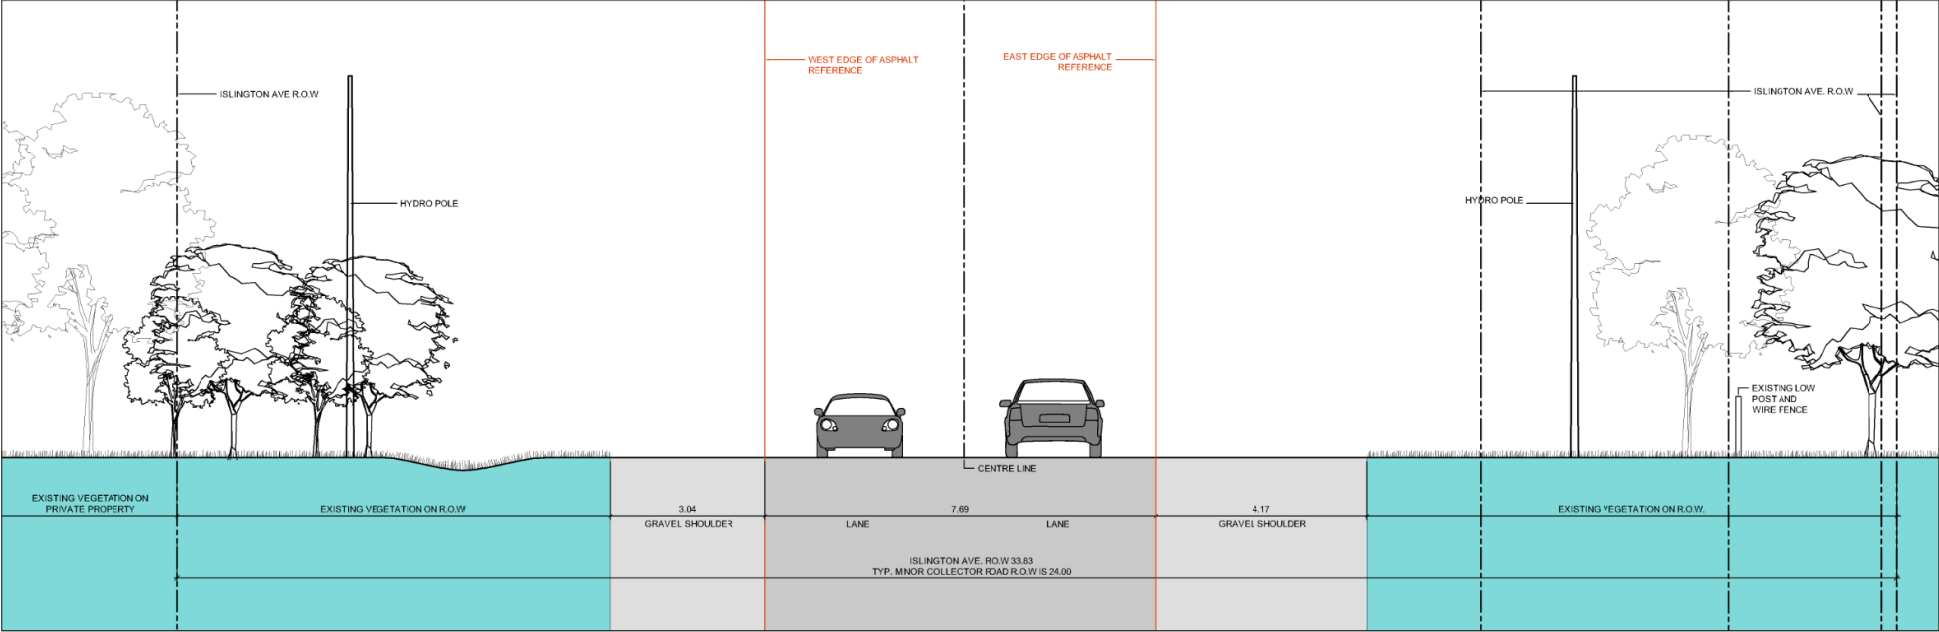 WEST EDGE OF ASPHALT
REFERENCE
EAST EDGE OF ASPHALT
REFERENCE
ISLINGTON AVE R.O.W
ISLINGTON AVE. R.O.W
HYDRO POLE
HYDRO POLE
EXISTING LOW
POST AND
WIRE FENCE
CENTRE LINE
EXISTING VEGETATION ON
PRIVATE PROPERTY
EXISTING VEGETATION ON R.O.W
3.04
GRAVEL SHOULDER
7.69
LANE
LANE
4.17
GRAVEL SHOULDER
EXISTING VEGETATION ON R.O.W.
ISLINGTON AVE. RO.W 33.83
TYP. MINOR COLLECTOR ROAD R.O.W IS 24.00